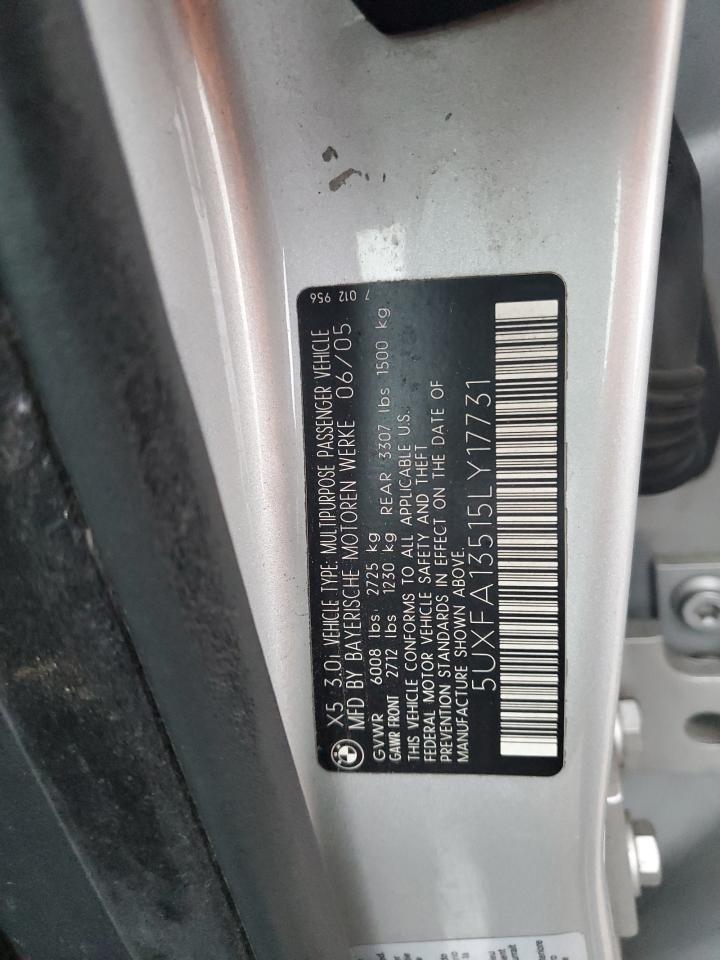 7 012 956
X5 3.0i VEHICLE TYPE: MULTIPURPOSE PASSENGER VEHICLE
MFD BY BAYERISCHE MOTOREN WERKE 06/05
GVWR 6008 lbs 2725 kg
GAWR FRONT 2712 lbs 1230 kg REAR 3307 lbs 1500 kg
THIS VEHICLE CONFORMS TO ALL APPLICABLE US.
FEDERAL MOTOR VEHICLE SAFETY AND THEFT
PREVENTION STANDARDS IN EFFECT ON THE DATE OF
MANUFACTURE SHOWN ABOVE.
5UXFA13515LY17731